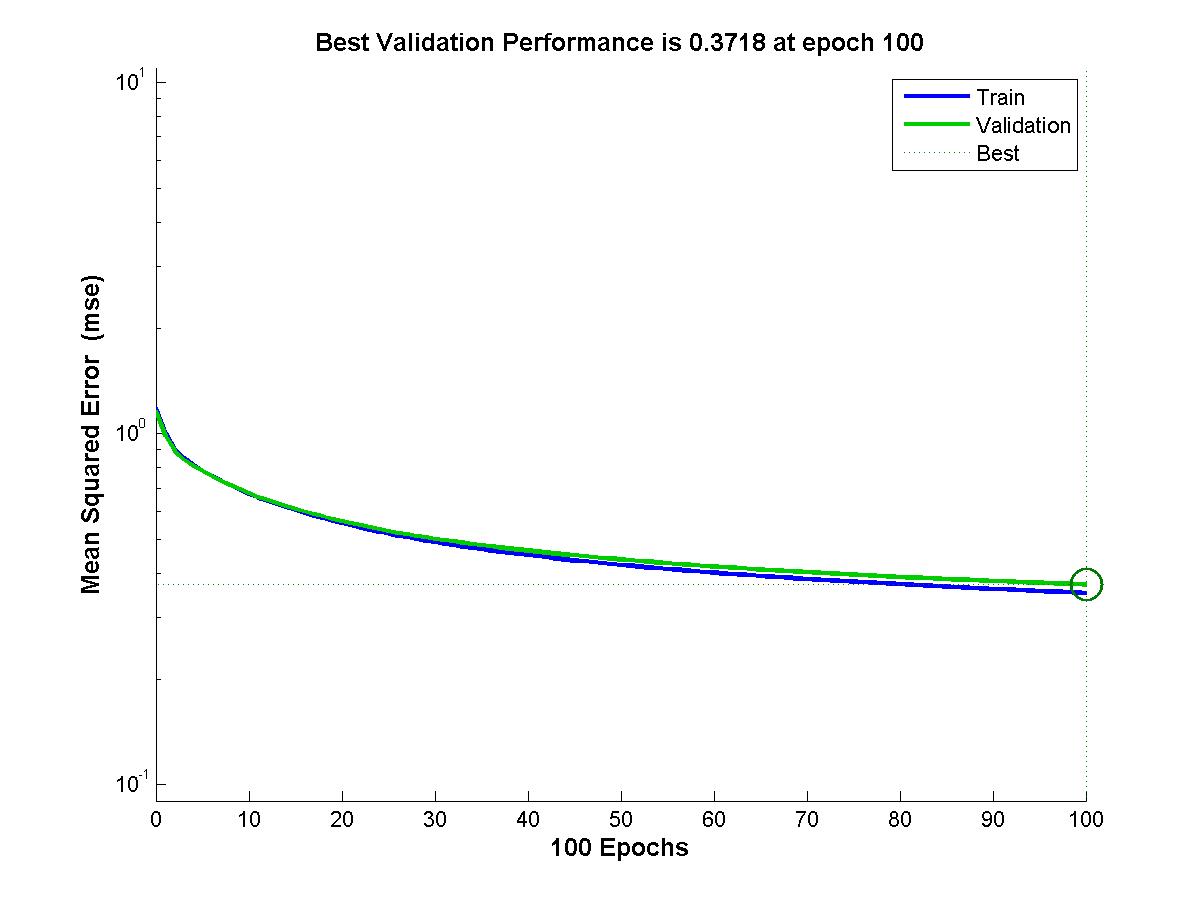 Best Validation Performance is 0.3718 at epoch 100
Train
Validation
Best
Mean Squared Error (mse)
10^1
10^0
10^-1
0 10 20 30 40 50 60 70 80 90 100
100 Epochs